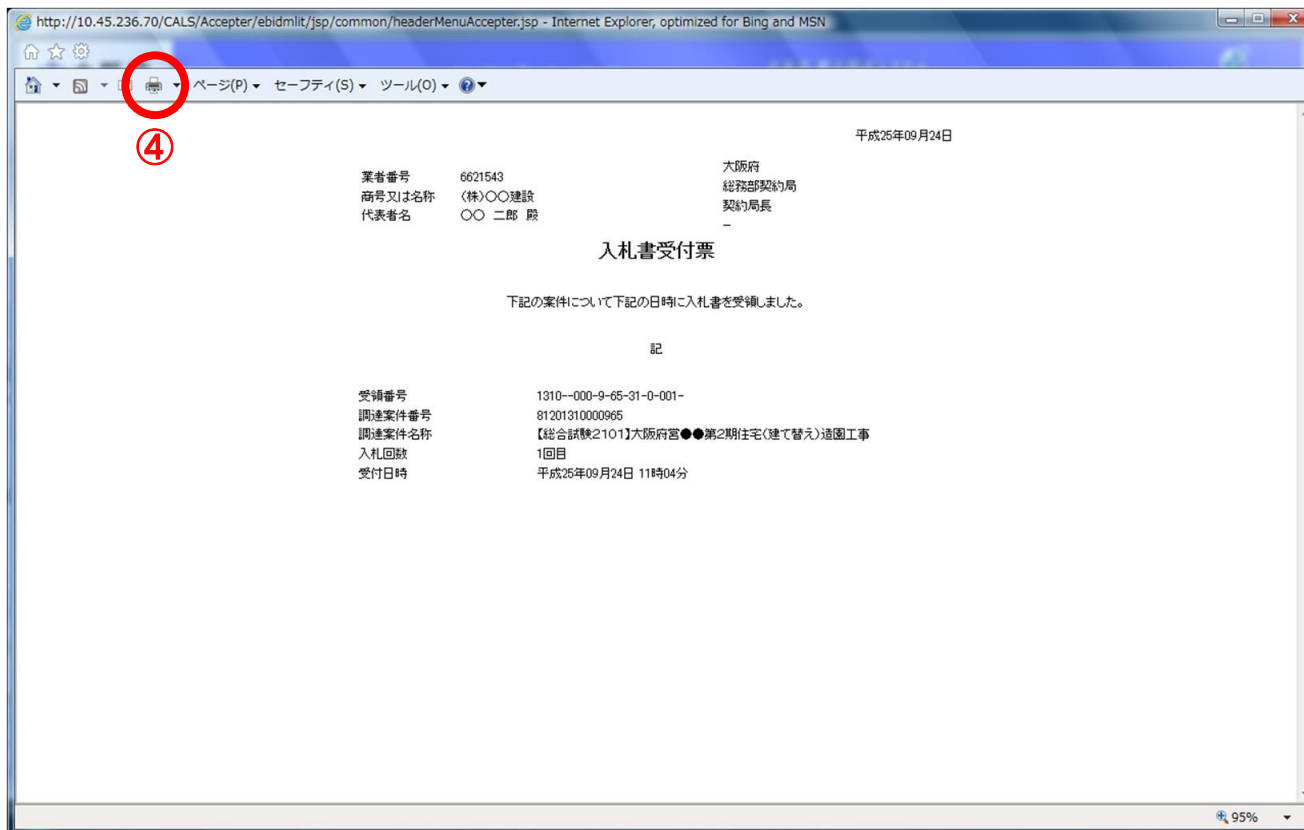 http://10.45.236.70/CALS/Accepter/ebidmlit/jsp/common/headerMenuAccepter.jsp - Internet Explorer, optimized for Bing and MSN
ページ(P) セーフティ(S) ツール(O)
④
平成25年09月24日
業者番号 6621543
商号又は名称 (株)〇〇建設
代表者名 〇〇 二郎 殿
大阪府
総務部契約局
契約局長
−
入札書受付票
下記の案件について下記の日時に入札書を受領しました。
記
受領番号 1310--000-9-65-31-0-001-
調達案件番号 81201310000965
調達案件名称 【総合試験2101】大阪府営●●第2期住宅(建て替え)造園工事
入札回数 1回目
受付日時 平成25年09月24日 11時04分
95%